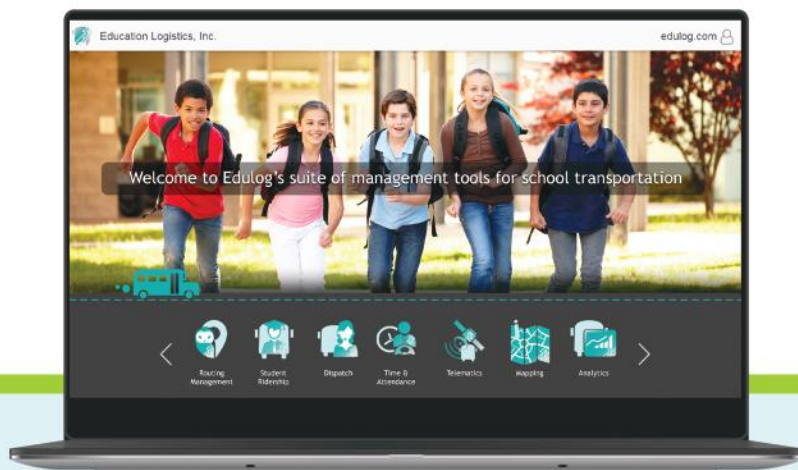 Education Logistics, Inc.
edulog.com
Welcome to Edulog's suite of management tools for school transportation
Routing
Management
Student
Ridership
Dispatch
Time &
Attendance
Telematics
Mapping
Analytics